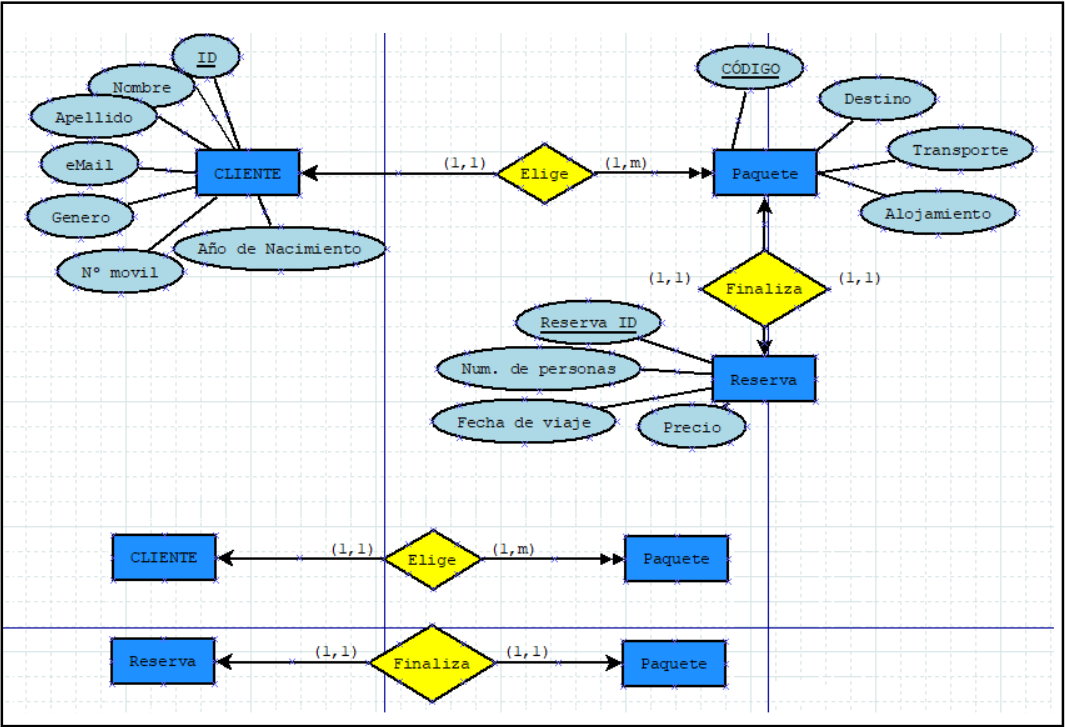 ID
Nombre
Apellido
eMail
Genero
Nº movil
Año de Nacimiento
CLIENTE
(1,1)
Elige
(1,m)
CÓDIGO
Destino
Transporte
Alojamiento
Paquete
(1,1)
Finaliza
(1,1)
Reserva ID
Num. de personas
Fecha de viaje
Precio
Reserva
CLIENTE
(1,1)
Elige
(1,m)
Paquete
Reserva
(1,1)
Finaliza
(1,1)
Paquete